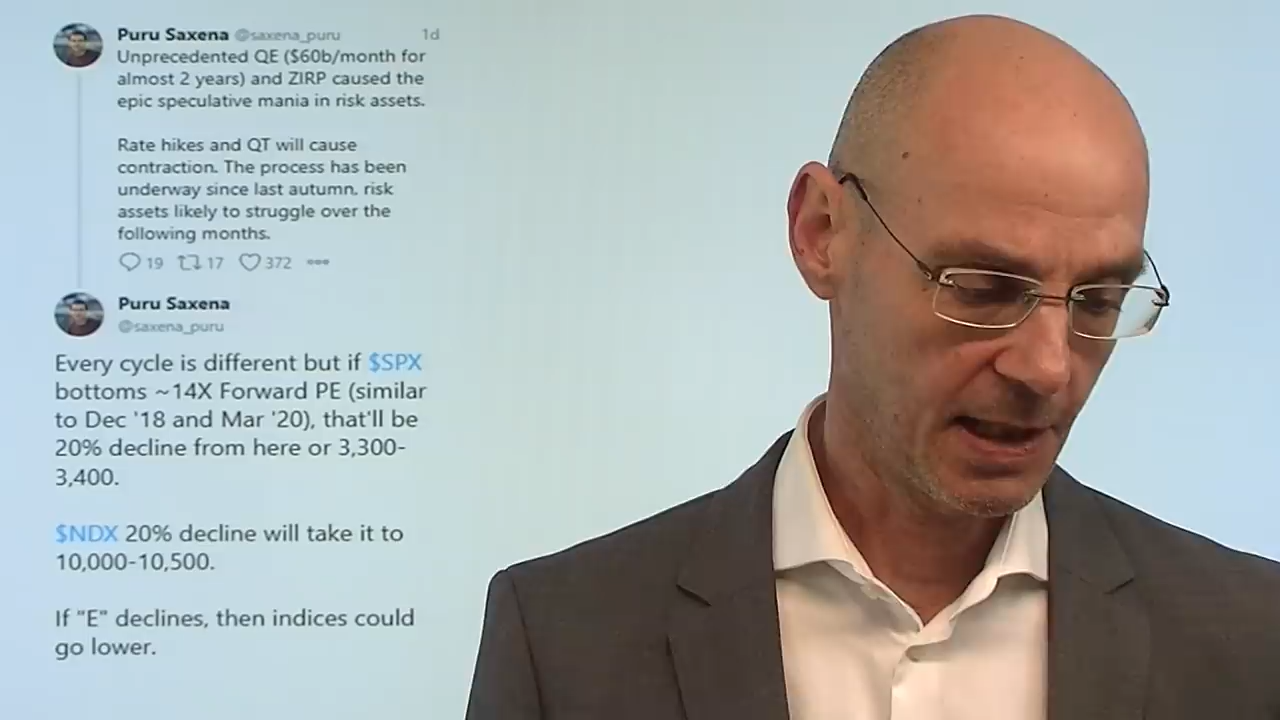 Puru Saxena @saxena_puru 1d
Unprecedented QE ($60b/month for
almost 2 years) and ZIRP caused the
epic speculative mania in risk assets.
Rate hikes and QT will cause
contraction. The process has been
underway since last autumn. risk
assets likely to struggle over the
following months.
19 17 372
Puru Saxena
@saxena_puru
Every cycle is different but if $SPX
bottoms ~14X Forward PE (similar
to Dec '18 and Mar '20), that'll be
20% decline from here or 3,300-
3,400.
$NDX 20% decline will take it to
10,000-10,500.
If "E" declines, then indices could
go lower.